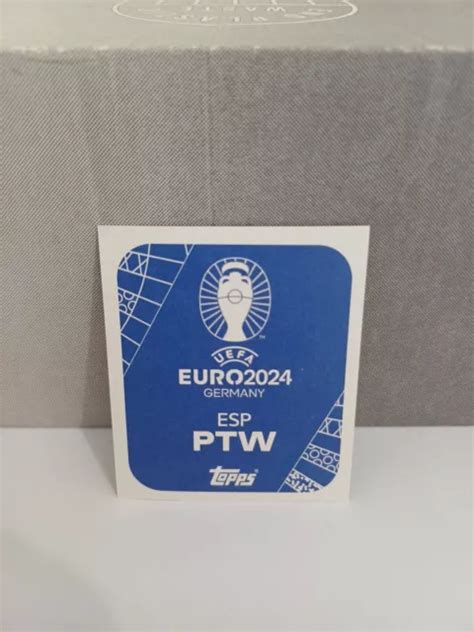 UEFA
EURO2024
GERMANY
ESP
PTW
Topps